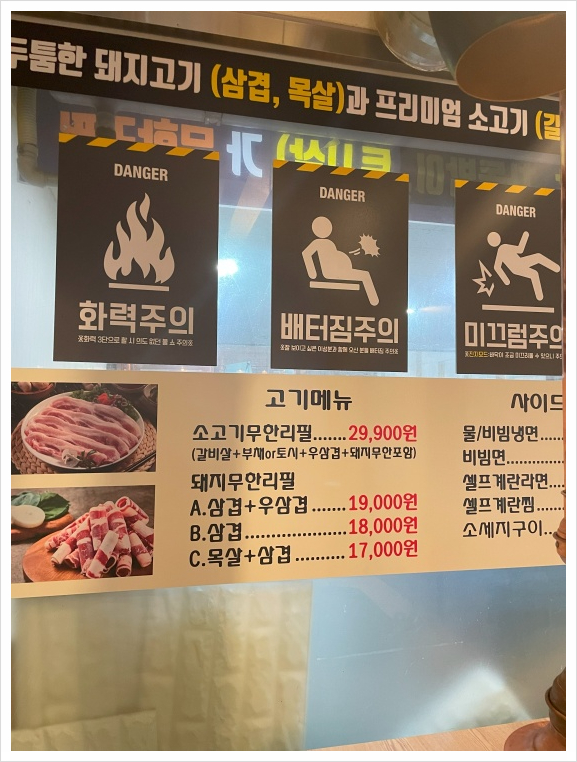 두툼한 돼지고기 (삼겹, 목살)과 프리미엄 소고기 (갈
DANGER
화력주의
DANGER
배터짐주의
DANGER
미끄럼주의
고기메뉴
소고기무한리필.......29,900원
(갈비살+부채or토시+우삼겹+돼지무한포함)
돼지무한리필
A.삼겹+우삼겹.......19,000원
B.삼겹......................18,000원
C.목살+삼겹..........17,000원
사이드
물/비빔냉면.....
비빔면............
셀프계란라면....
셀프계란찜......
소세지구이...